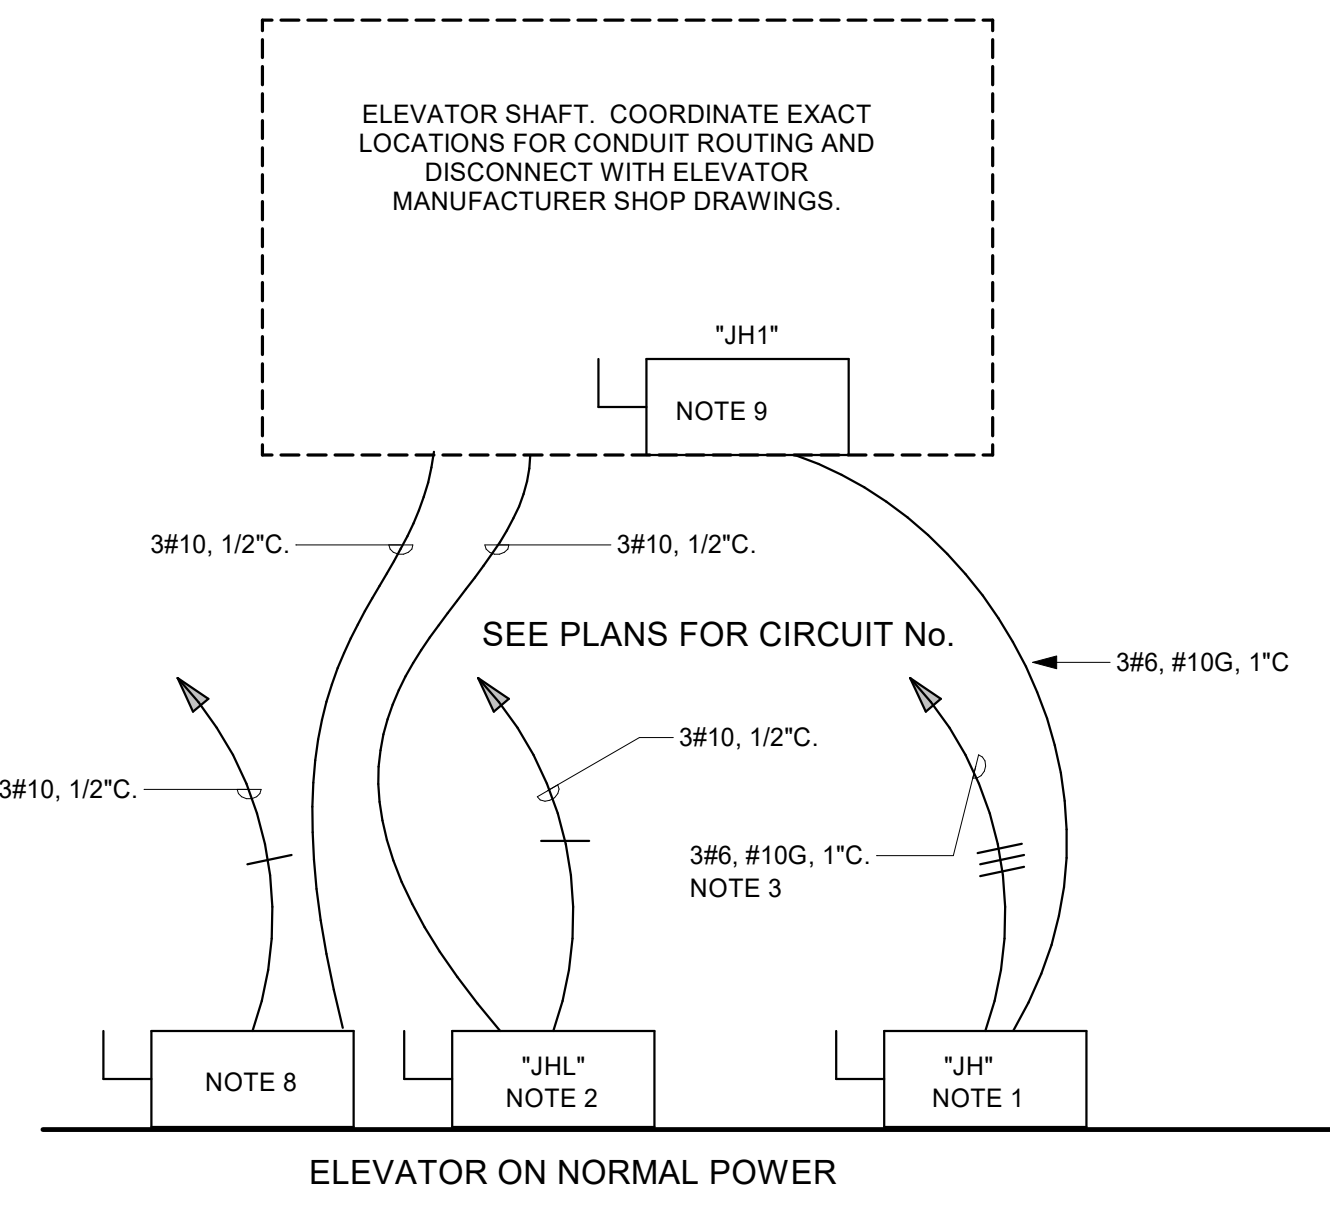 ELEVATOR SHAFT. COORDINATE EXACT
LOCATIONS FOR CONDUIT ROUTING AND
DISCONNECT WITH ELEVATOR
MANUFACTURER SHOP DRAWINGS.
"JH1"
NOTE 9
3#10, 1/2"C.
3#10, 1/2"C.
SEE PLANS FOR CIRCUIT No.
3#6, #10G, 1"C
3#10, 1/2"C.
3#10, 1/2"C.
3#6, #10G, 1"C.
NOTE 3
NOTE 8
"JHL"
NOTE 2
"JH"
NOTE 1
ELEVATOR ON NORMAL POWER